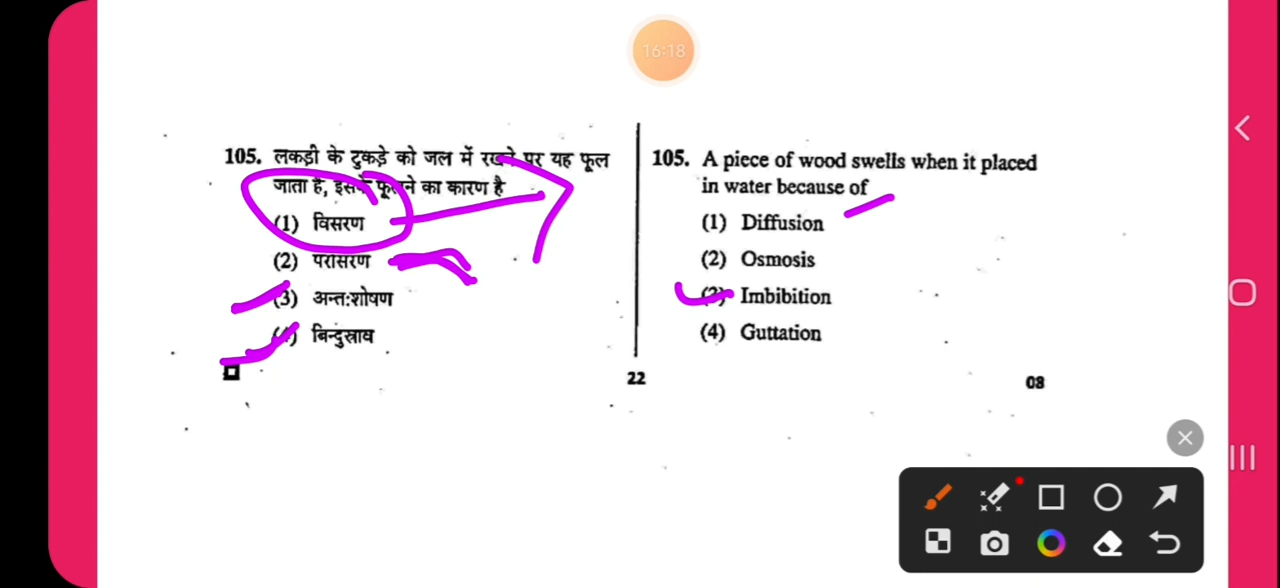 16:18
105. लकड़ी के टुकड़े को जल में रखने पर यह फूल
जाता है, इसके फूलने का कारण है
(1) विसरण
(2) परासरण
(3) अन्त:शोषण
(4) बिन्दुस्राव
105. A piece of wood swells when it placed
in water because of
(1) Diffusion
(2) Osmosis
(3) Imbibition
(4) Guttation
22
08